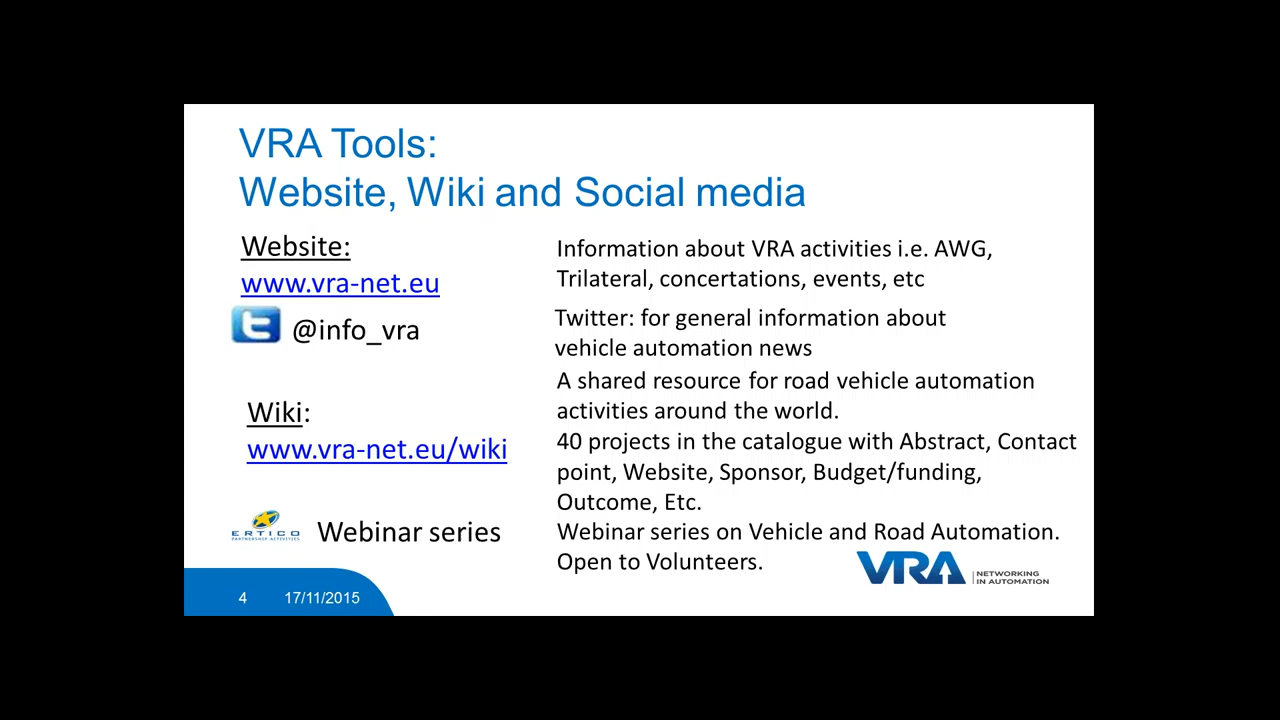 VRA Tools:
Website, Wiki and Social media
Website:
www.vra-net.eu
Information about VRA activities i.e. AWG,
Trilateral, concertations, events, etc
@info_vra
Twitter: for general information about
vehicle automation news
Wiki:
www.vra-net.eu/wiki
A shared resource for road vehicle automation
activities around the world.
40 projects in the catalogue with Abstract, Contact
point, Website, Sponsor, Budget/funding,
Outcome, Etc.
ERTICO
PARTNERSHIP ACTIVITIES
Webinar series
Webinar series on Vehicle and Road Automation.
Open to Volunteers.
VRA
NETWORKING
IN AUTOMATION
4 17/11/2015